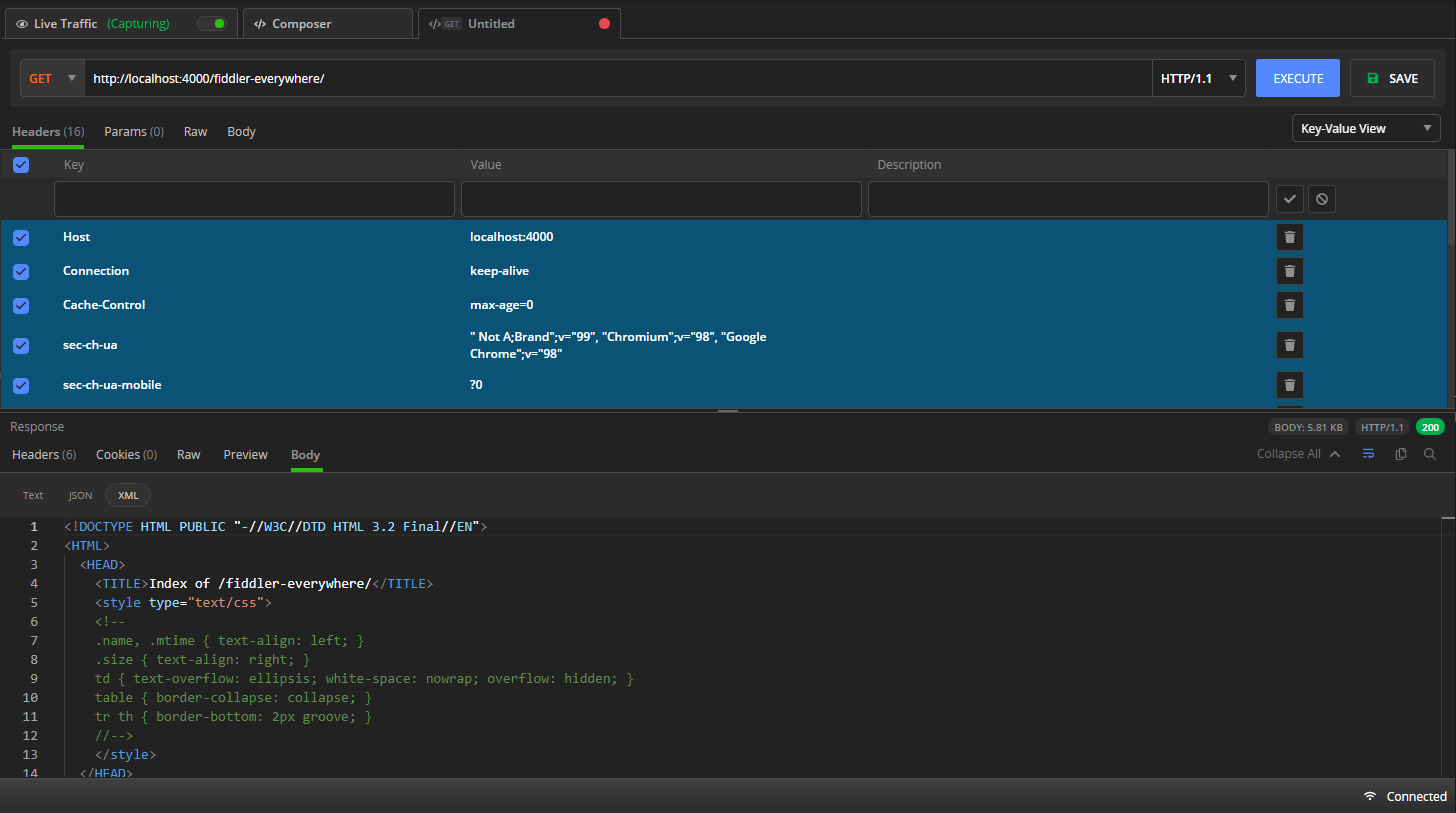 Live Traffic (Capturing) </> Composer </> GET Untitled
GET http://localhost:4000/fiddler-everywhere/ HTTP/1.1 EXECUTE SAVE
Headers (16) Params (0) Raw Body Key-Value View
Key Value Description
Host localhost:4000
Connection keep-alive
Cache-Control max-age=0
sec-ch-ua " Not A;Brand";v="99", "Chromium";v="98", "Google
Chrome";v="98"
sec-ch-ua-mobile ?0
Response BODY: 5.81 KB HTTP/1.1 200
Headers (6) Cookies (0) Raw Preview Body Collapse All
Text JSON XML
1 <!DOCTYPE HTML PUBLIC "-//W3C//DTD HTML 3.2 Final//EN">
2 <HTML>
3 <HEAD>
4 <TITLE>Index of /fiddler-everywhere/</TITLE>
5 <style type="text/css">
6 <!--
7 .name, .mtime { text-align: left; }
8 .size { text-align: right; }
9 td { text-overflow: ellipsis; white-space: nowrap; overflow: hidden; }
10 table { border-collapse: collapse; }
11 tr th { border-bottom: 2px groove; }
12 //-->
13 </style>
14 </HEAD>
Connected